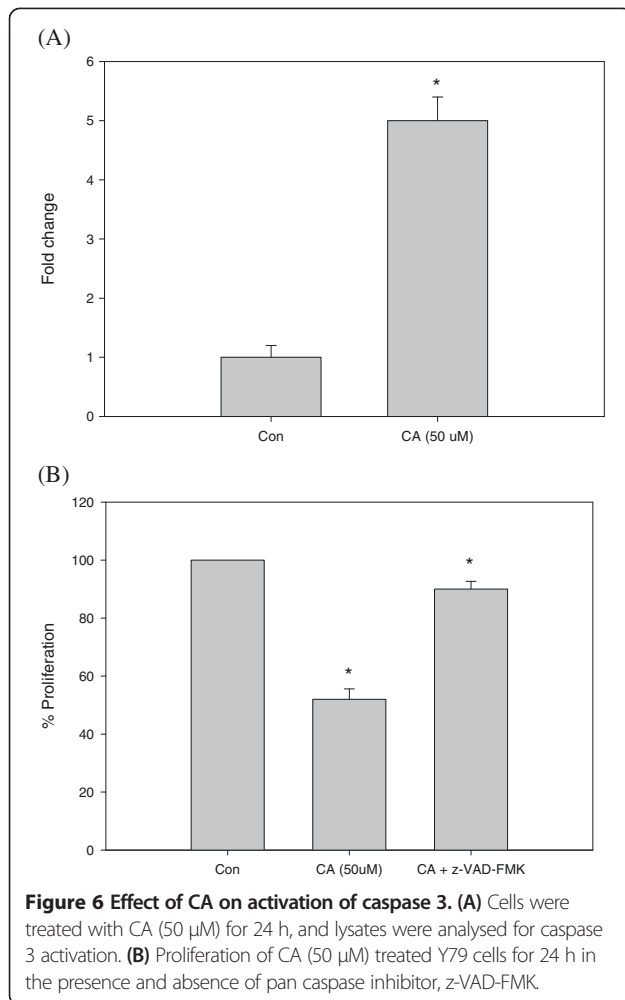 (A)
6
*
5
4
3
2
1
0
Fold change
Con CA (50 uM)
(B)
120
*
100
80
*
60
40
20
0
% Proliferation
Con CA (50uM) CA + z-VAD-FMK
Figure 6 Effect of CA on activation of caspase 3. (A) Cells were
treated with CA (50 μM) for 24 h, and lysates were analysed for caspase
3 activation. (B) Proliferation of CA (50 μM) treated Y79 cells for 24 h in
the presence and absence of pan caspase inhibitor, z-VAD-FMK.